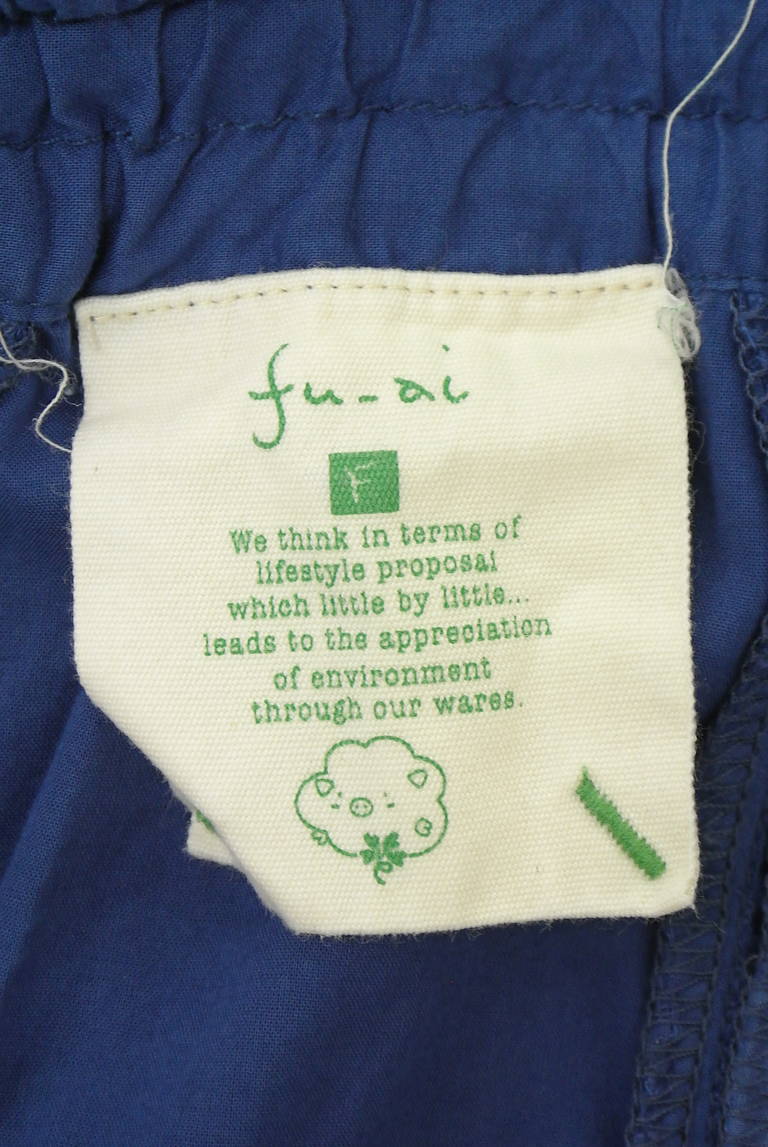 fu-ai
F
We think in terms of
lifestyle proposal
which little by little...
leads to the appreciation
of environment
through our wares.